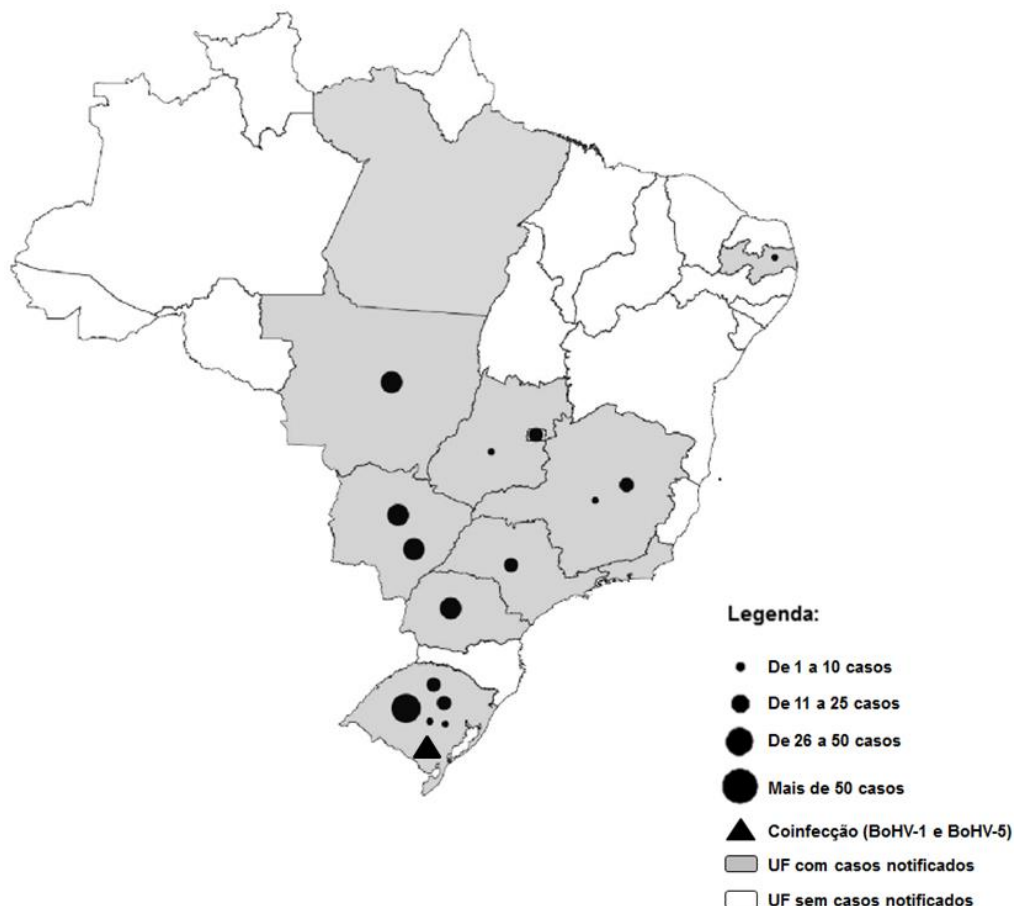 Legenda:
De 1 a 10 casos
De 11 a 25 casos
De 26 a 50 casos
Mais de 50 casos
Coinfecção (BoHV-1 e BoHV-5)
UF com casos notificados
UF sem casos notificados